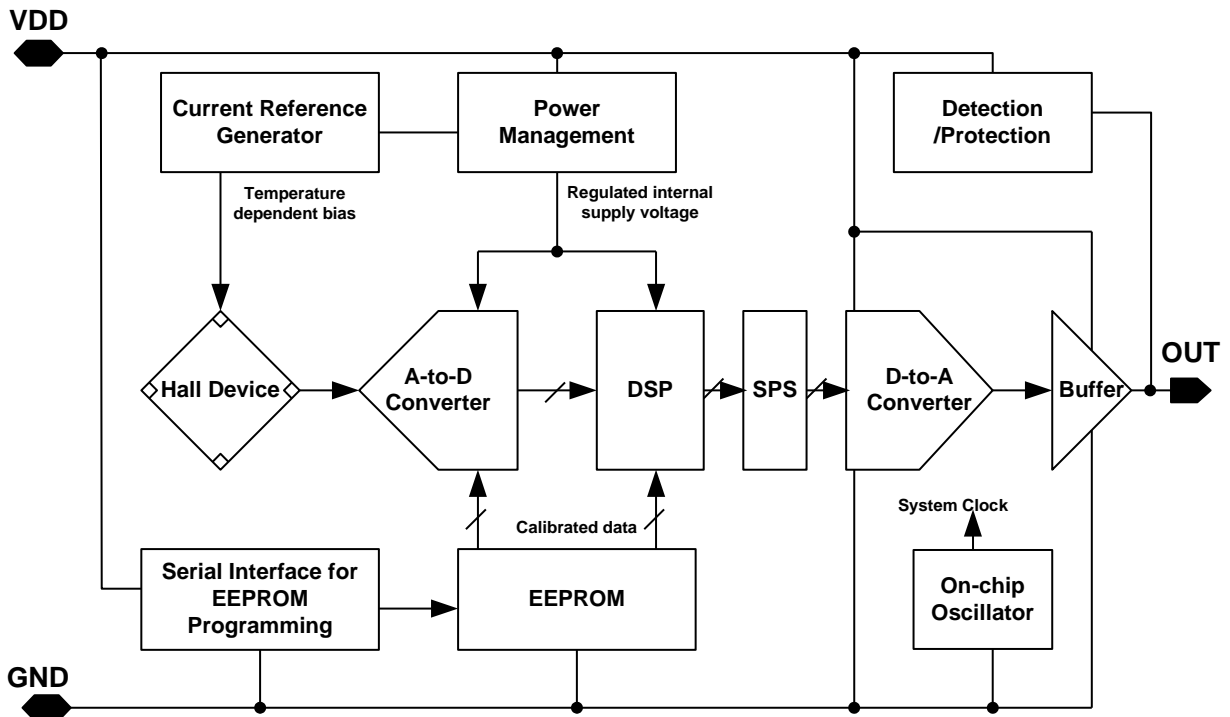 VDD
Current Reference
Generator
Power
Management
Detection
/Protection
Temperature
dependent bias
Regulated internal
supply voltage
Hall Device
A-to-D
Converter
DSP
SPS
D-to-A
Converter
Buffer
OUT
System Clock
Calibrated data
Serial Interface for
EEPROM
Programming
EEPROM
On-chip
Oscillator
GND